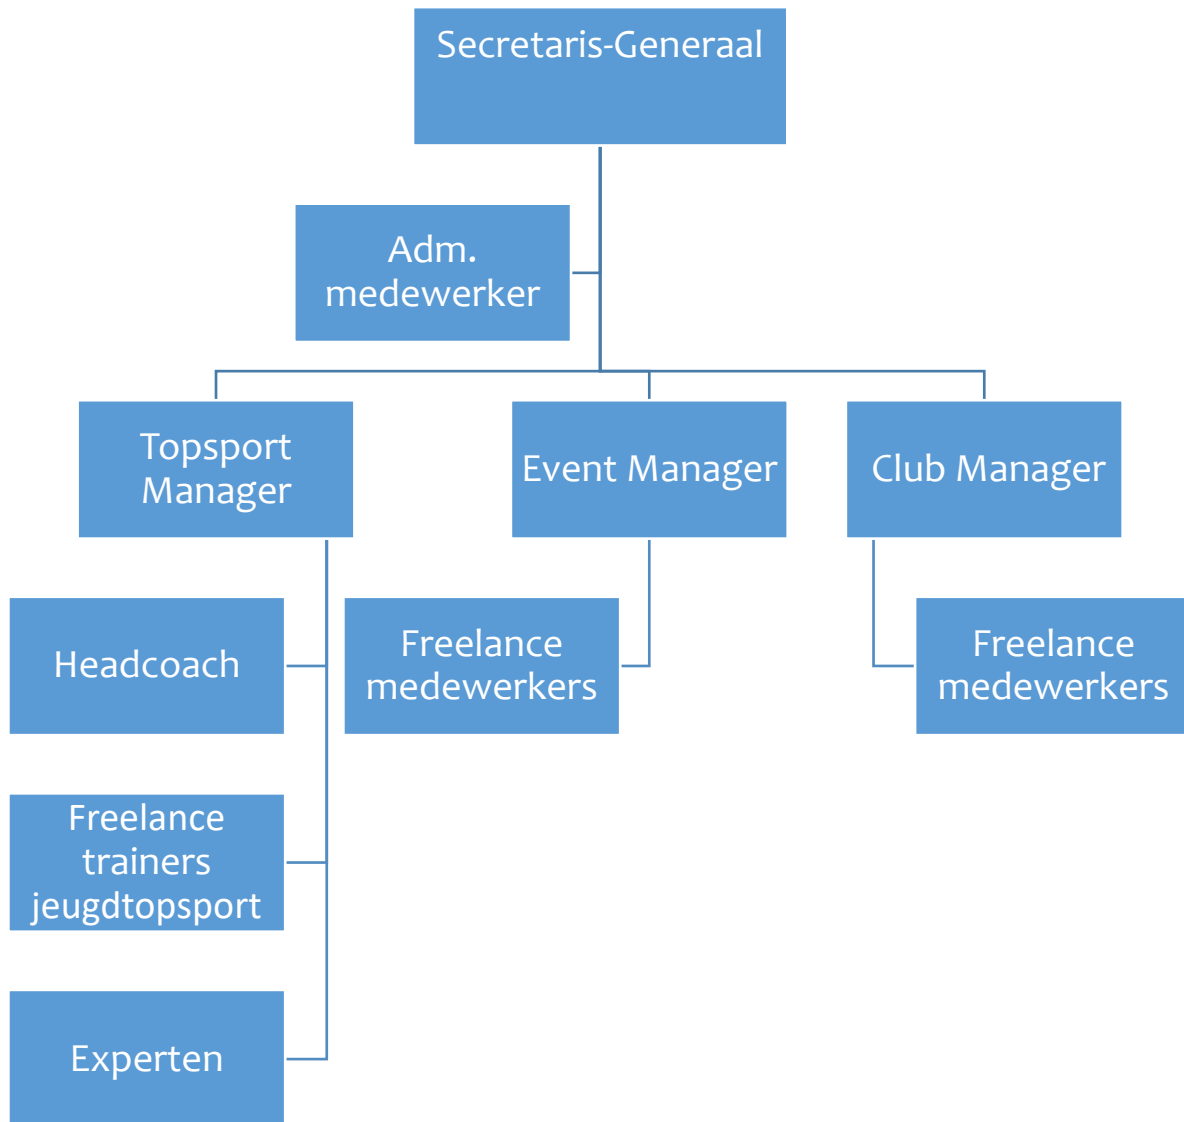 Secretaris-Generaal
Adm.
medewerker
Topsport
Manager
Event Manager
Club Manager
Headcoach
Freelance
medewerkers
Freelance
medewerkers
Freelance
trainers
jeugdtopsport
Experten